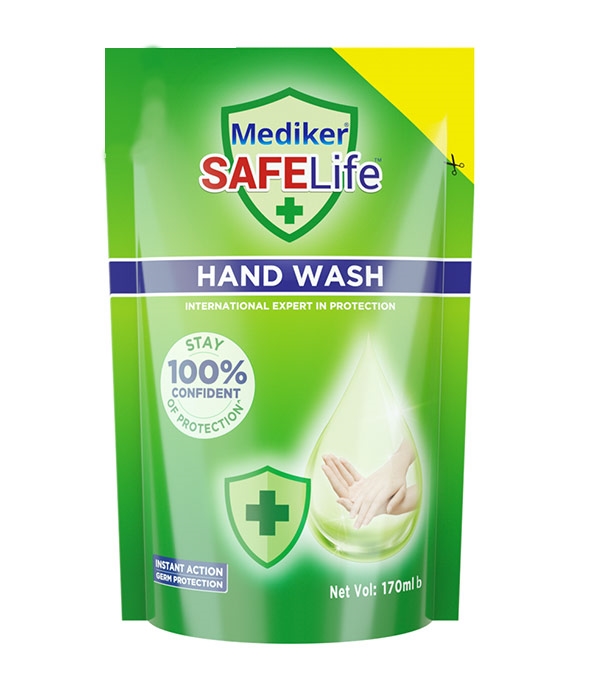 Mediker®
SAFELife™
HAND WASH
INTERNATIONAL EXPERT IN PROTECTION
STAY
100%
CONFIDENT
OF PROTECTION^
INSTANT ACTION
GERM PROTECTION
Net Vol: 170ml b